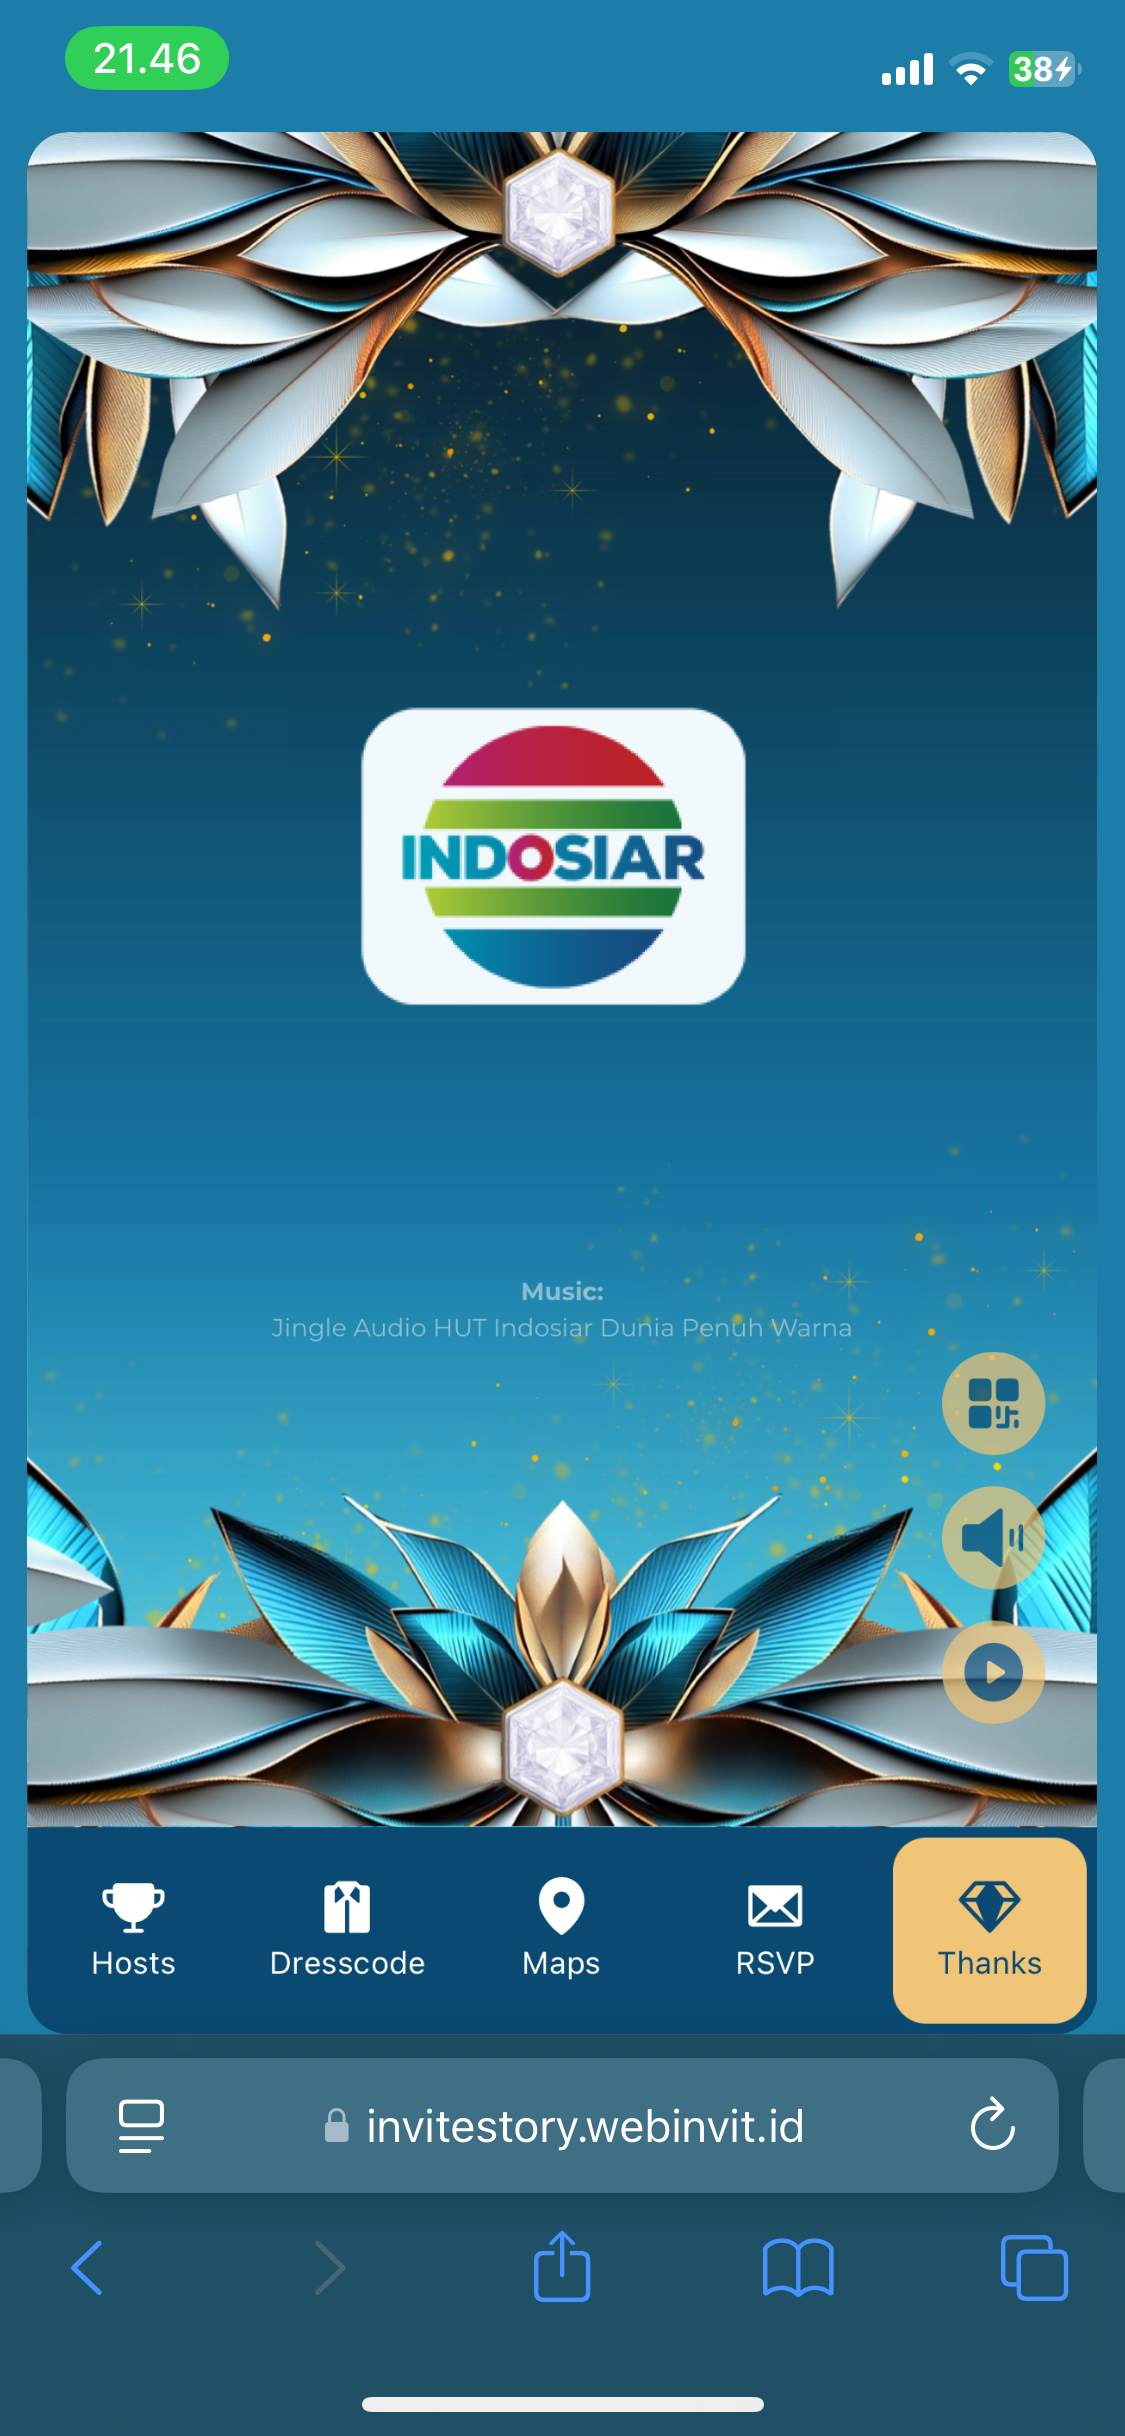 21.46
38
INDOSIAR
Music:
Jingle Audio HUT Indosiar Dunia Penuh Warna
Hosts
Dresscode
Maps
RSVP
Thanks
invitestory.webinvit.id